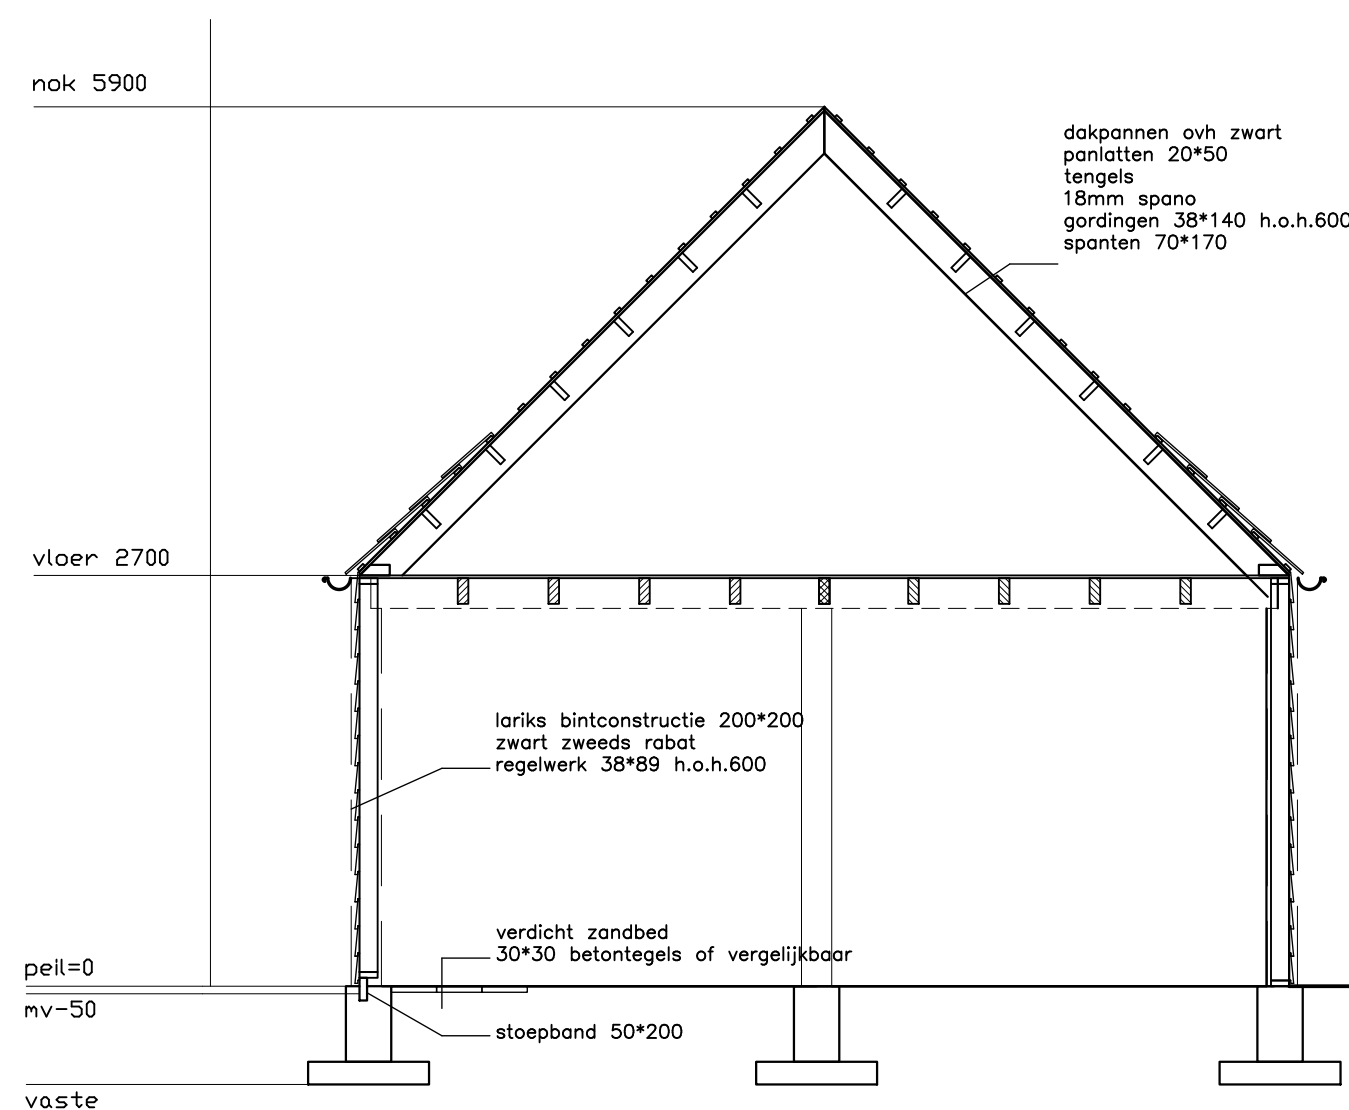 nok 5900
dakpannen ovh zwart
panlatten 20*50
tengels
18mm spano
gordingen 38*140 h.o.h.600
spanten 70*170
vloer 2700
lariks bintconstructie 200*200
zwart zweeds rabat
regelwerk 38*89 h.o.h.600
verdicht zandbed
30*30 betontegels of vergelijkbaar
peil=0
mv-50
stoepband 50*200
vaste